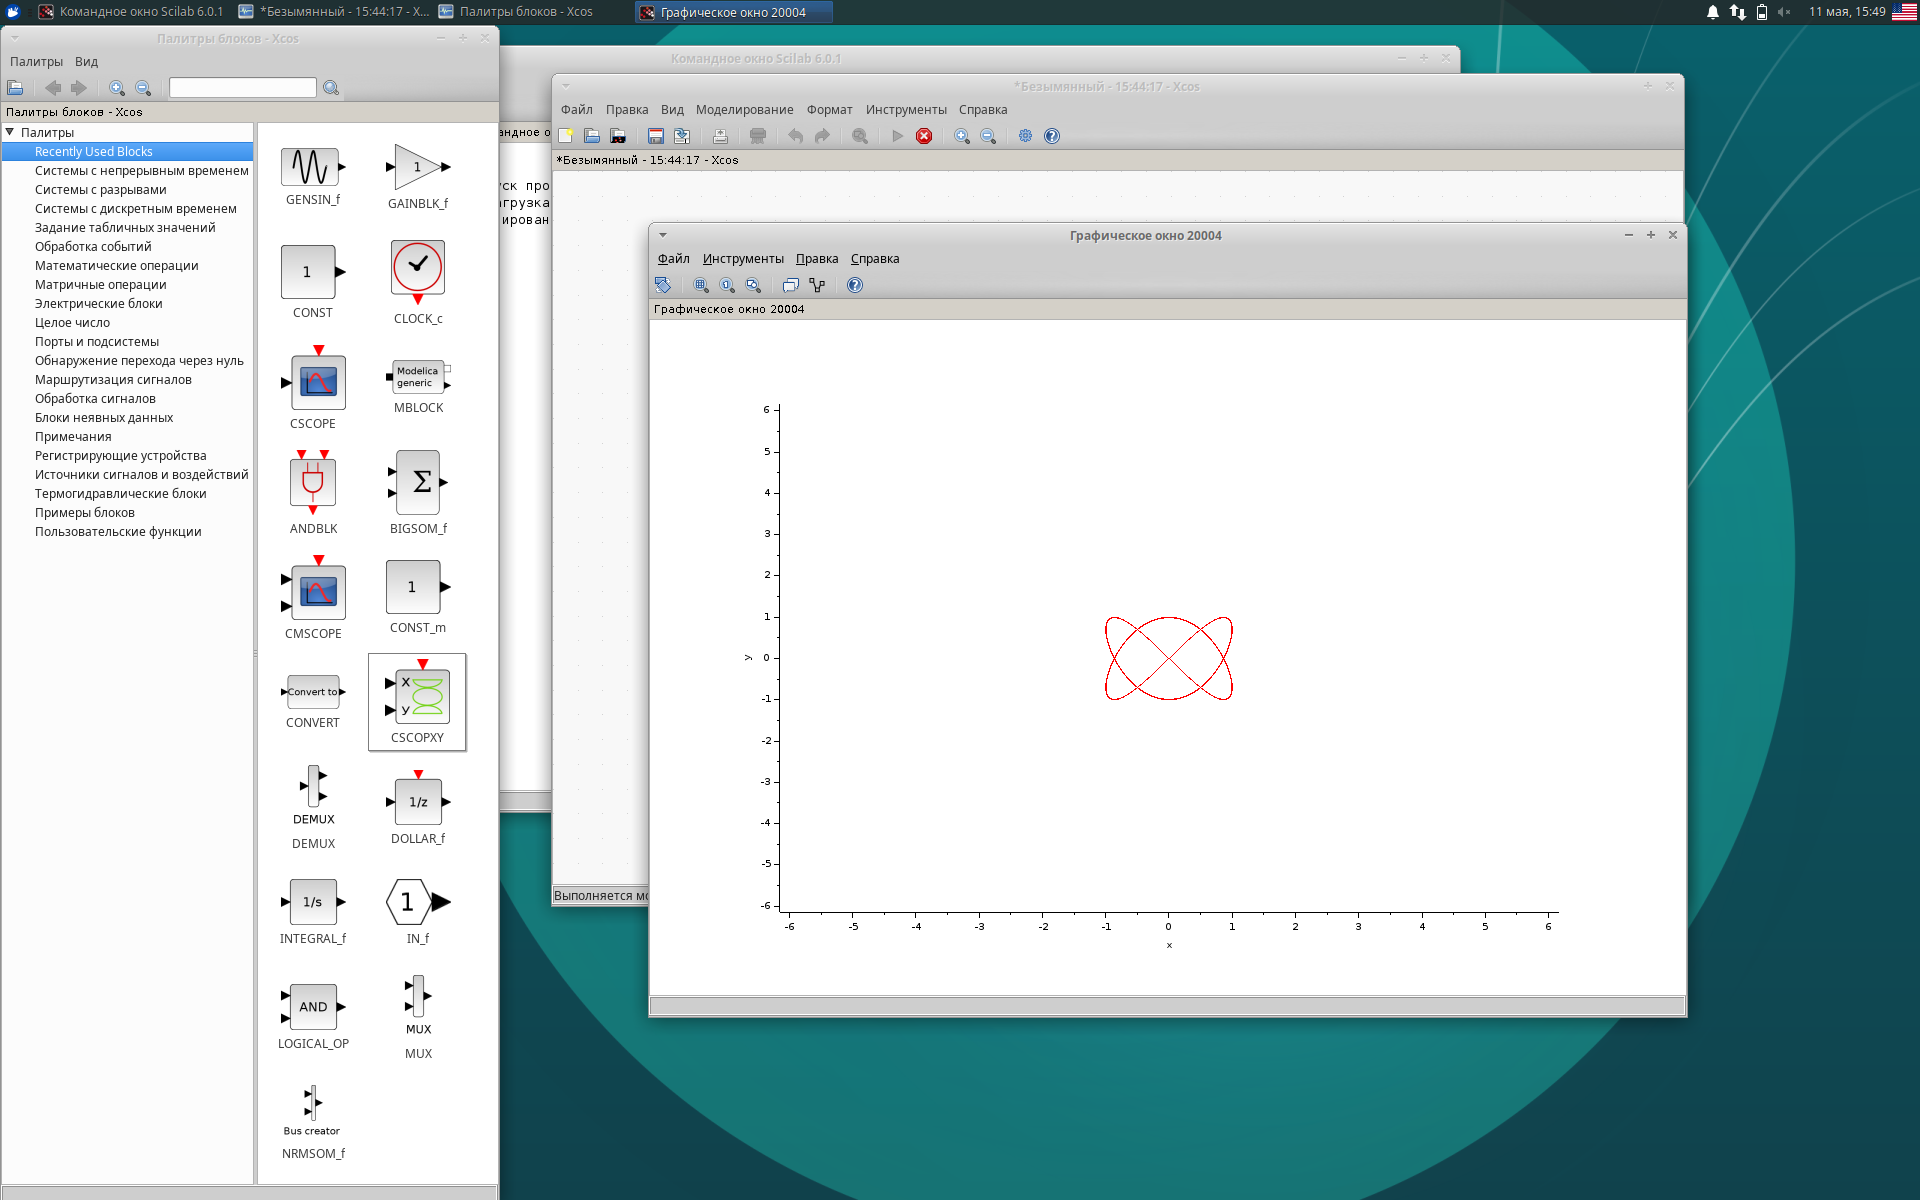 Командное окно Scilab 6.0.1
*Безымянный - 15:44:17 - X...
Палитры блоков - Xcos
Графическое окно 20004
11 мая, 15:49
Палитры блоков - Xcos
Палитры Вид
Палитры блоков - Xcos
Палитры
Recently Used Blocks
Системы с непрерывным временем
Системы с разрывами
Системы с дискретным временем
Задание табличных значений
Обработка событий
Математические операции
Матричные операции
Электрические блоки
Целое число
Порты и подсистемы
Обнаружение перехода через нуль
Маршрутизация сигналов
Обработка сигналов
Блоки неявных данных
Примечания
Регистрирующие устройства
Источники сигналов и воздействий
Термогидравлические блоки
Примеры блоков
Пользовательские функции
GENSIN_f
1
GAINBLK_f
1
CONST
CLOCK_c
CSCOPE
Modelica
generic
MBLOCK
ANDBLK
Σ
BIGSOM_f
CMSCOPE
1
CONST_m
Convert to
CONVERT
X
y
CSCOPXY
DEMUX
DEMUX
1/z
DOLLAR_f
1/s
INTEGRAL_f
1
IN_f
AND
LOGICAL_OP
MUX
MUX
Bus creator
NRMSOM_f
Командное окно Scilab 6.0.1
андное о
ск про
агрузка
ирован
*Безымянный - 15:44:17 - Xcos
Файл Правка Вид Моделирование Формат Инструменты Справка
*Безымянный - 15:44:17 - Xcos
Выполняется мо
Графическое окно 20004
Файл Инструменты Правка Справка
Графическое окно 20004
6
5
4
3
2
1
0
-1
-2
-3
-4
-5
-6
y
-6 -5 -4 -3 -2 -1 0 1 2 3 4 5 6
x